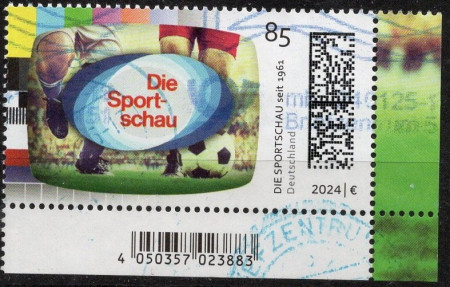 85
Die
Sport-
schau
DIE SPORTSCHAU seit 1961
Deutschland
2024 | €
4 050357 023883
ZENTRU